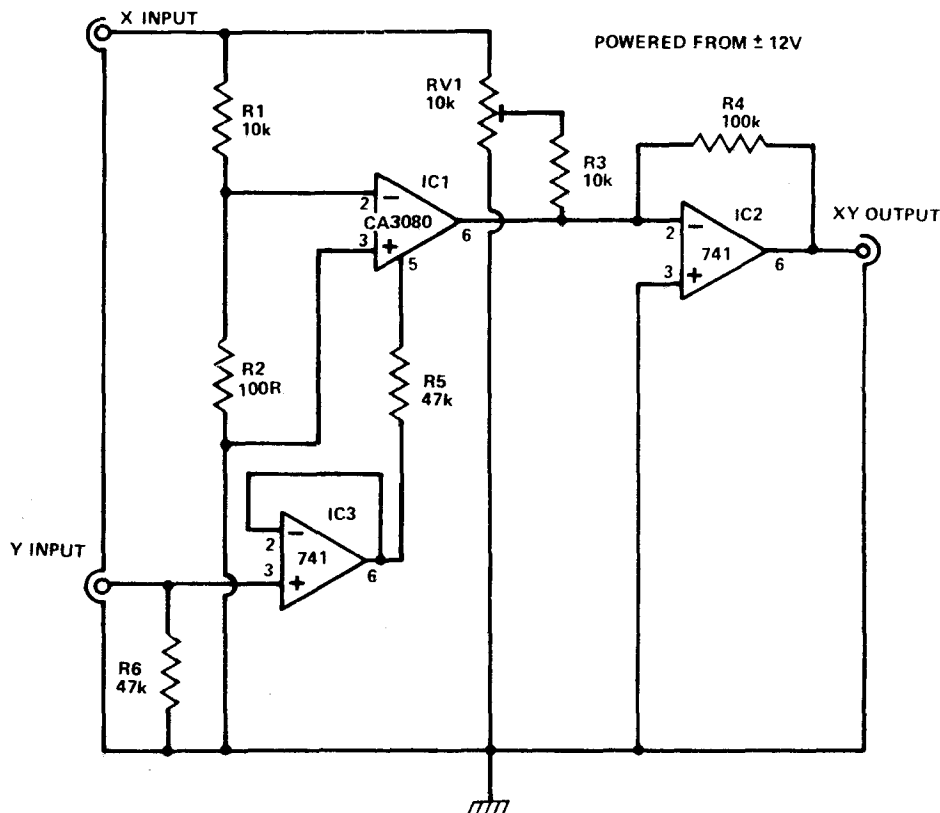 X INPUT
POWERED FROM ± 12V
R1
10k
RV1
10k
R3
10k
R4
100k
IC1
2
−
CA3080
3
+
5
6
IC2
2
−
741
3
+
6
XY OUTPUT
R2
100R
R5
47k
IC3
2
−
741
3
+
6
Y INPUT
R6
47k